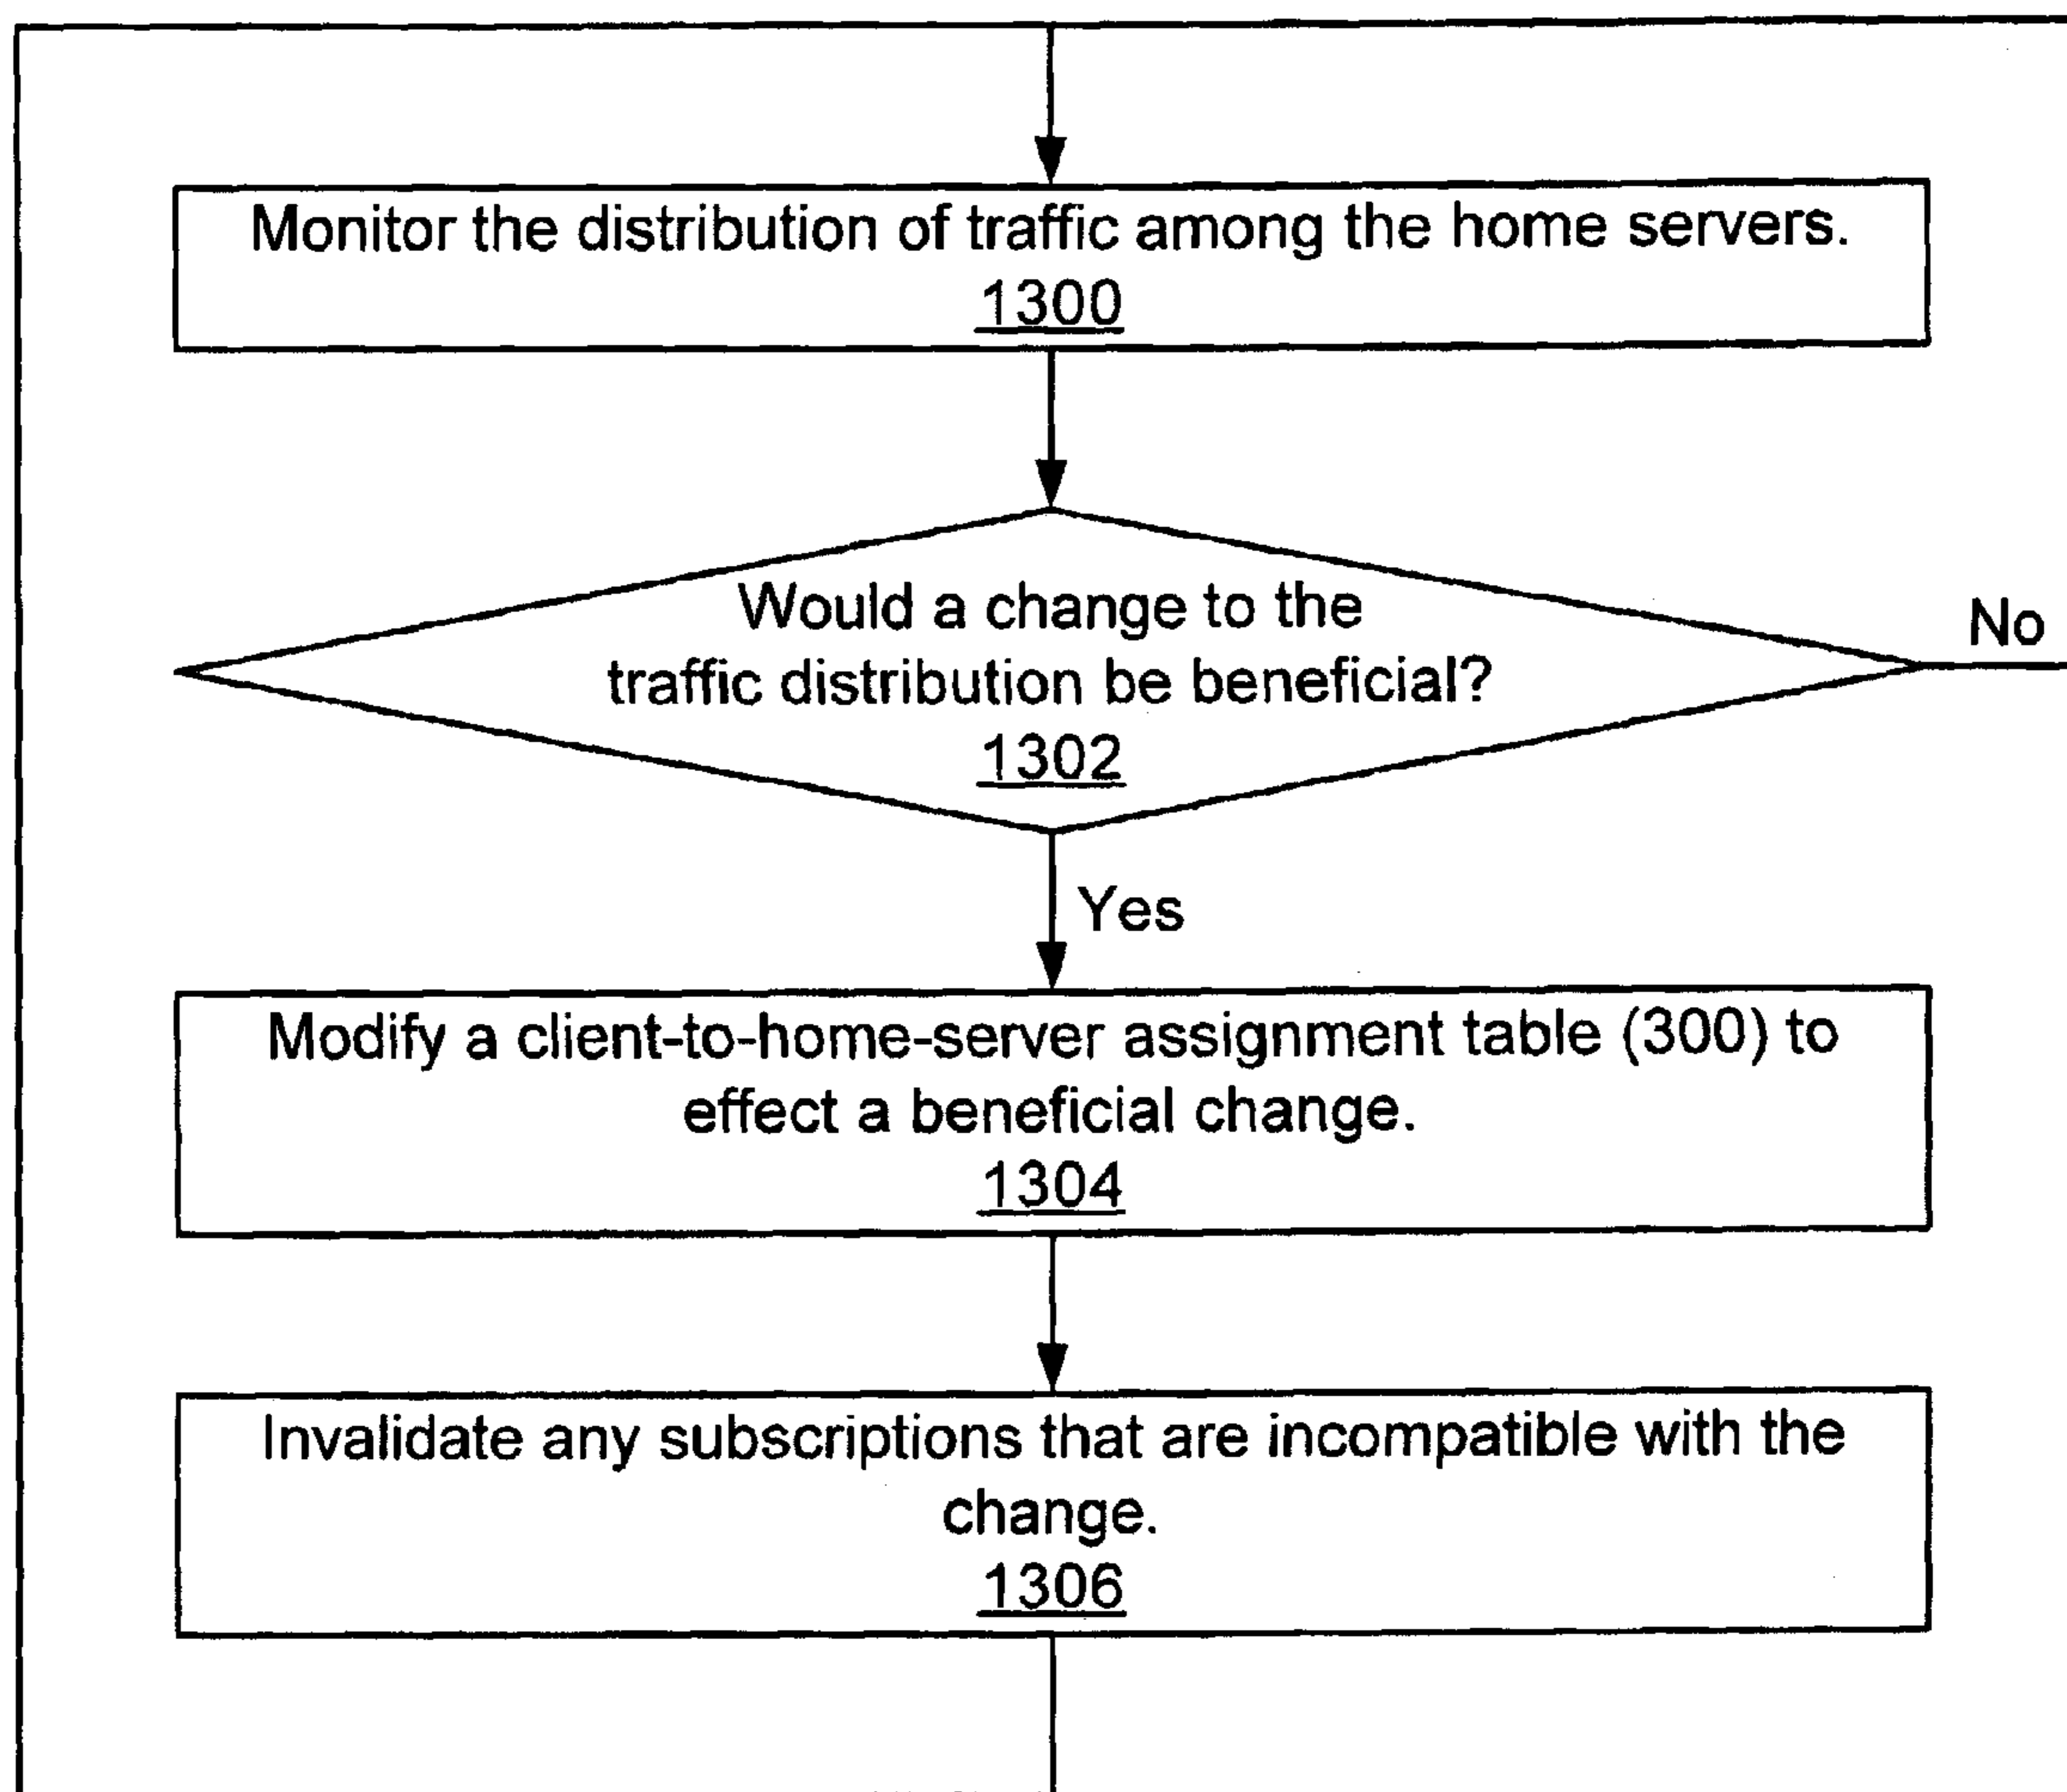 Monitor the distribution of traffic among the home servers.
1300
Would a change to the
traffic distribution be beneficial?
1302
No
Yes
Modify a client-to-home-server assignment table (300) to
effect a beneficial change.
1304
Invalidate any subscriptions that are incompatible with the
change.
1306